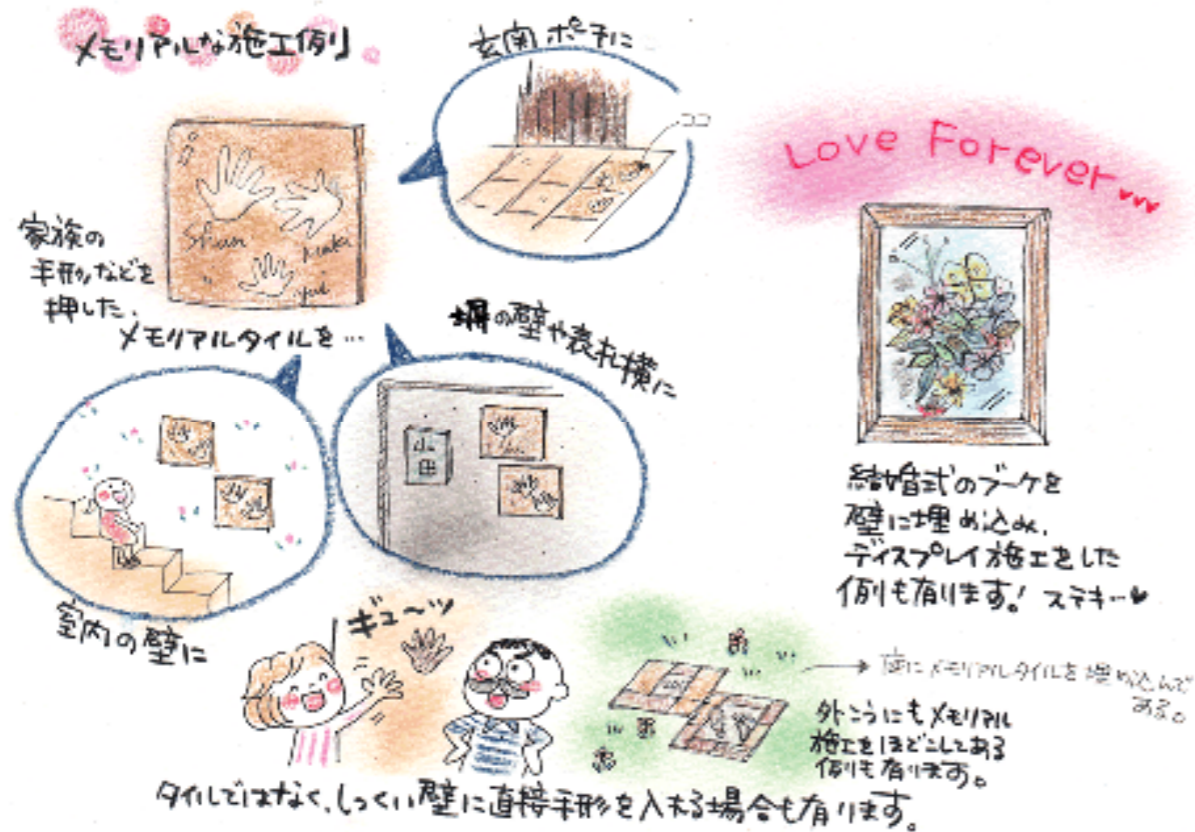 メモリアルな施工例
玄関ポーチに
ココ
Love Forever
家族の
手形などを
押した、
メモリアルタイルを…
Shun
yui
塀の壁や表札横に
山
田
室内の壁に
結婚式のブーケを
壁に埋め込み、
ディスプレイ施工をした
例も有ります! ステキー♥
ギューッ
庭にメモリアルタイルを埋め込んで
ある。
外こうにもメモリアル
施工をほどこしてある
例も有ります。
タイルではなく、しっくい壁に直接手形を入れる場合も有ります。